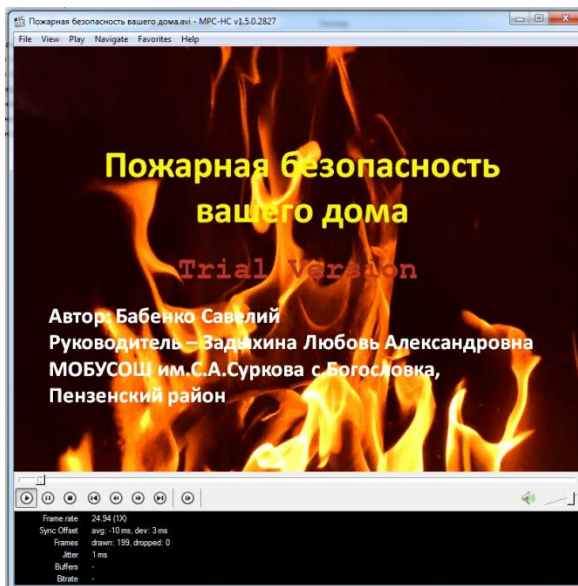 Пожарная безопасность вашего дома.avi - MPC-HC v1.5.0.2827
File View Play Navigate Favorites Help
Пожарная безопасность
вашего дома
Trial Version
Автор: Бабенко Савелий
Руководитель – Задыхина Любовь Александровна
МОБУСОШ им.С.А.Суркова с Богословка,
Пензенский район
Frame rate 24.94 (1X)
Sync Offset avg: -10 ms, dev: 3 ms
Frames drawn: 199, dropped: 0
Jitter 1 ms
Buffers -
Bitrate -